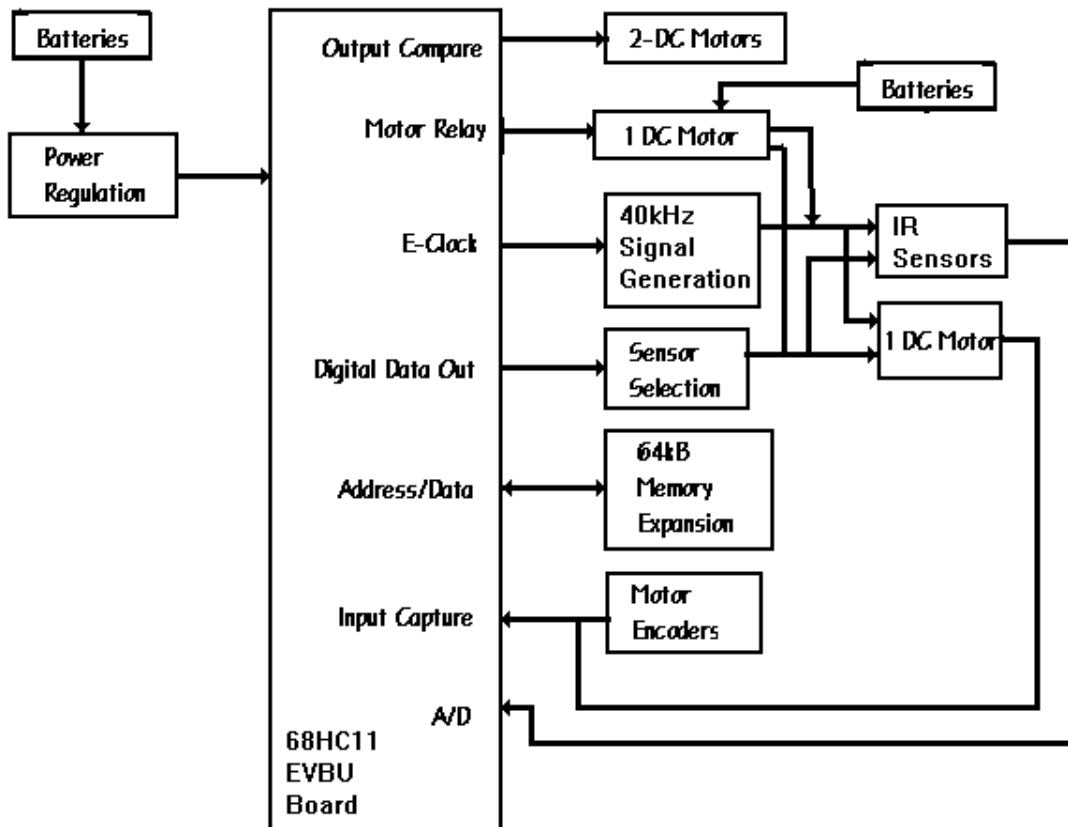 Batteries
Power
Regulation
Output Compare
Motor Relay
E-Clock
Digital Data Out
Address/Data
Input Capture
A/D
68HC11
EVBU
Board
2-DC Motors
Batteries
1 DC Motor
40kHz
Signal
Generation
IR
Sensors
1 DC Motor
Sensor
Selection
64kB
Memory
Expansion
Motor
Encoders